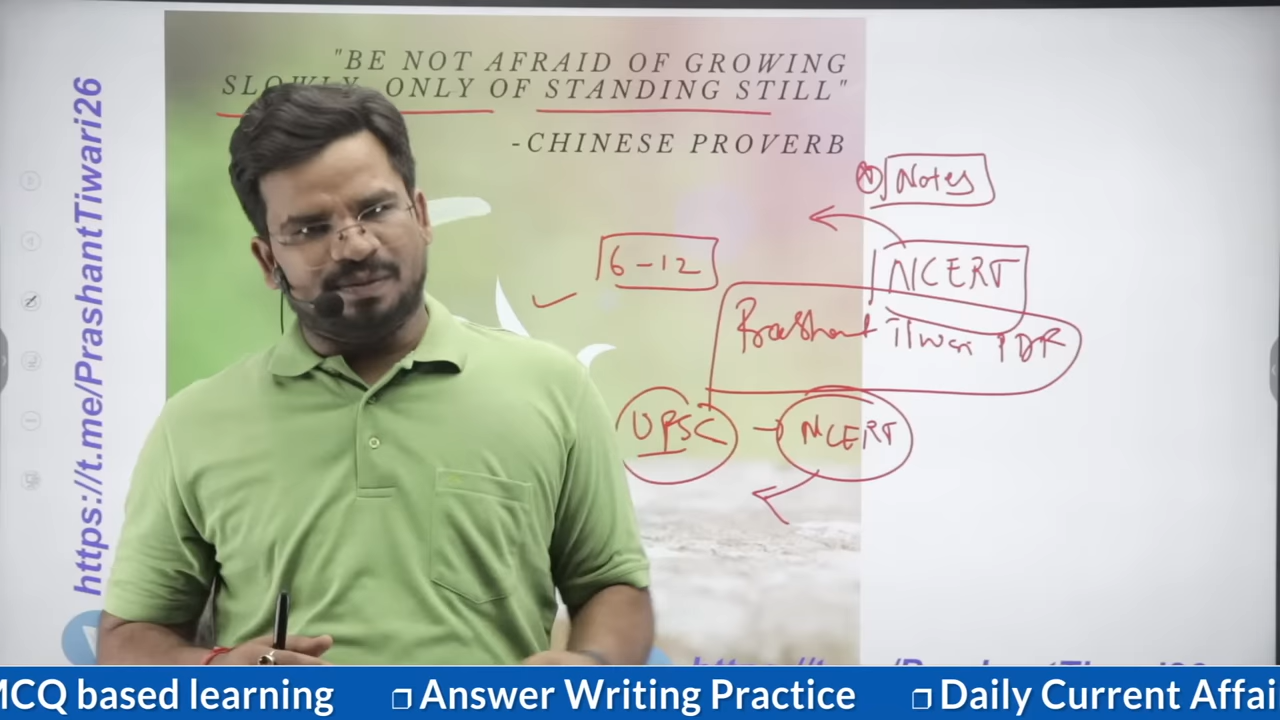 "BE NOT AFRAID OF GROWING
SLOWLY, ONLY OF STANDING STILL"
-CHINESE PROVERB
https://t.me/PrashantTiwari26
Notes
6-12
NCERT
Prashant Tiwari PDF
UPSC → NCERT
MCQ based learning ❐ Answer Writing Practice ❐ Daily Current Affai